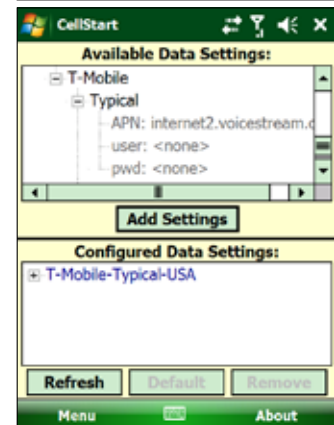 CellStart
Available Data Settings:
T-Mobile
Typical
APN: internet2.voicestream.c
user: <none>
pwd: <none>
Add Settings
Configured Data Settings:
T-Mobile-Typical-USA
Refresh Default Remove
Menu About